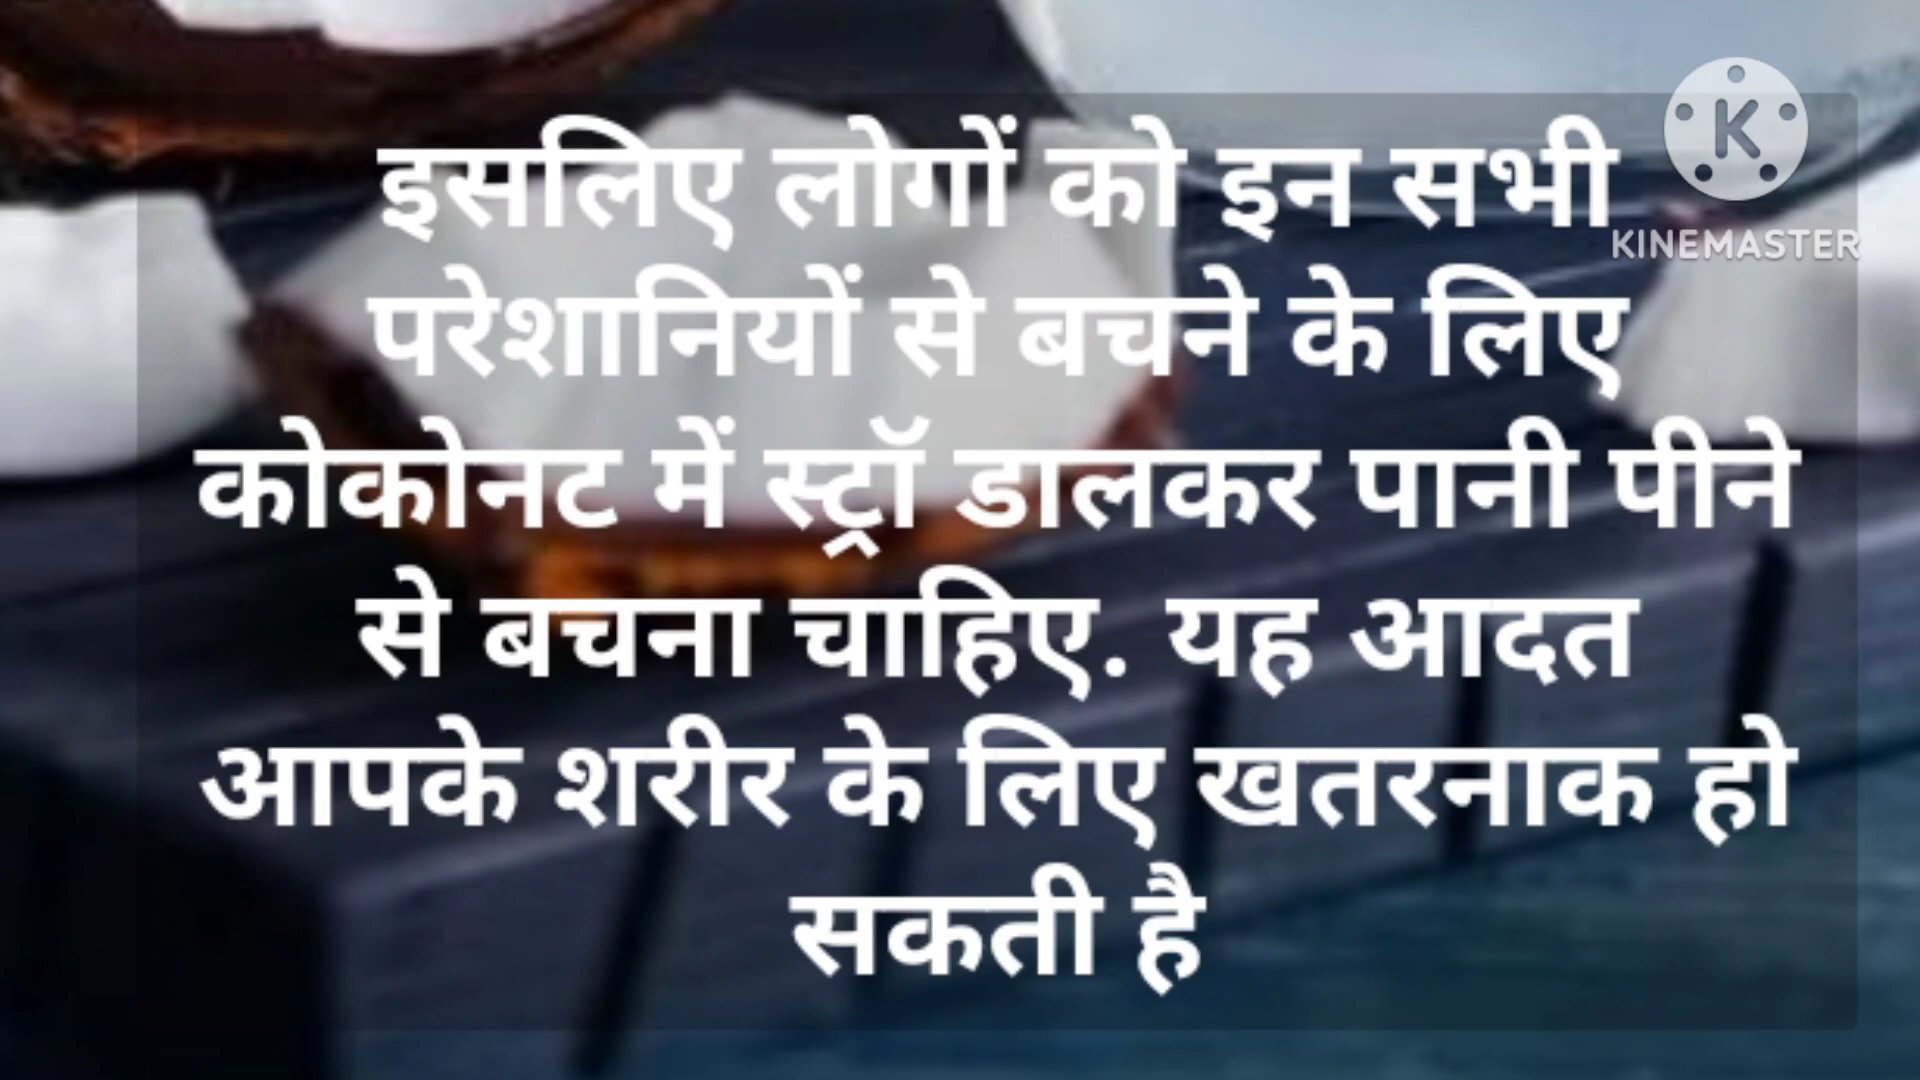 इसलिए लोगों को इन सभी
परेशानियों से बचने के लिए
कोकोनट में स्ट्रॉ डालकर पानी पीने
से बचना चाहिए. यह आदत
आपके शरीर के लिए खतरनाक हो
सकती है
K
KINEMASTER